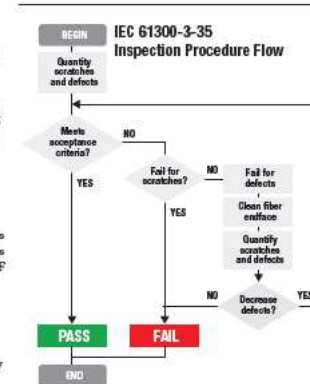 BEGIN
IEC 61300-3-35
Inspection Procedure Flow
Quantify
scratches
and defects
Meets
acceptance
criteria?
NO
YES
Fail for
scratches?
NO
YES
Fail for
defects
Clean fiber
endface
Quantify
scratches
and defects
Decrease
defects?
NO
YES
PASS
FAIL
END